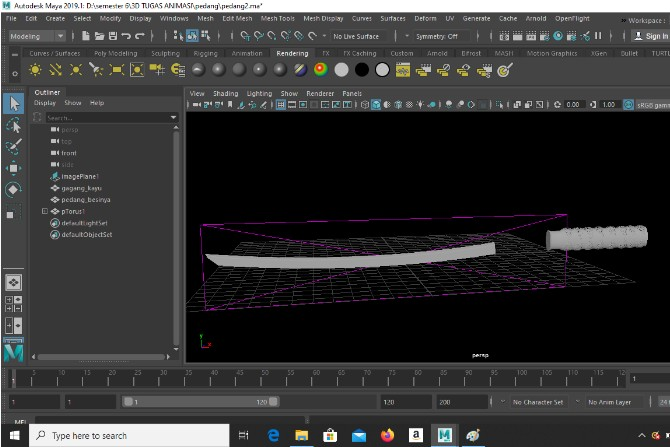 Autodesk Maya 2019.1: D:\semester 6\3D TUGAS ANIMASI\pedang\pedang2.ma*
File Edit Create Select Modify Display Windows Mesh Edit Mesh Mesh Tools Mesh Display Curves Surfaces Deform UV Generate Cache Arnold OpenFlight
Workspace :
Modeling
No Live Surface
Symmetry: Off
Sign In
Curves / Surfaces Poly Modeling Sculpting Rigging Animation Rendering FX FX Caching Custom Arnold Bifrost MASH Motion Graphics XGen Bullet TURTL
Outliner
Display Show Help
Search...
persp
top
front
side
imagePlane1
gagang_kayu
pedang_besinya
pTorus1
defaultLightSet
defaultObjectSet
View Shading Lighting Show Renderer Panels
0.00
1.00
sRGB gamma
y
x
persp
5 10 15 20 25 30 35 40 45 50 55 60 65 70 75 80 85 90 95 100 105 110 115 120
1
1
1
1
120
120
200
No Character Set
No Anim Layer
24
MEL
Type here to search